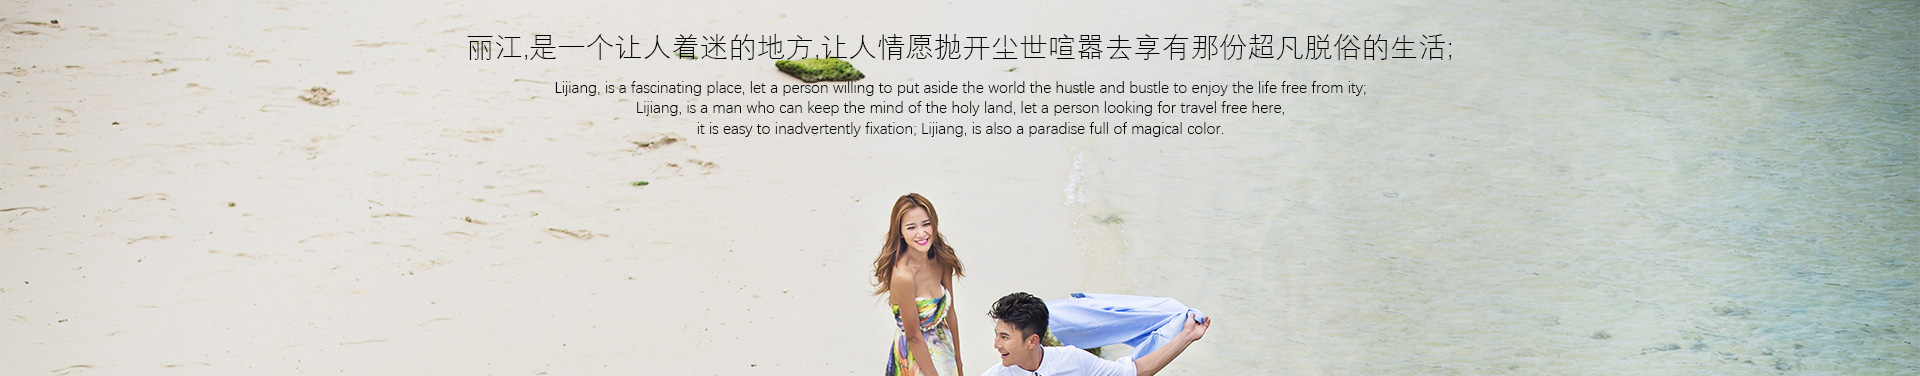 丽江,是一个让人着迷的地方,让人情愿抛开尘世喧嚣去享有那份超凡脱俗的生活;
Lijiang, is a fascinating place, let a person willing to put aside the world the hustle and bustle to enjoy the life free from ity;
Lijiang, is a man who can keep the mind of the holy land, let a person looking for travel free here,
it is easy to inadvertently fixation; Lijiang, is also a paradise full of magical color.